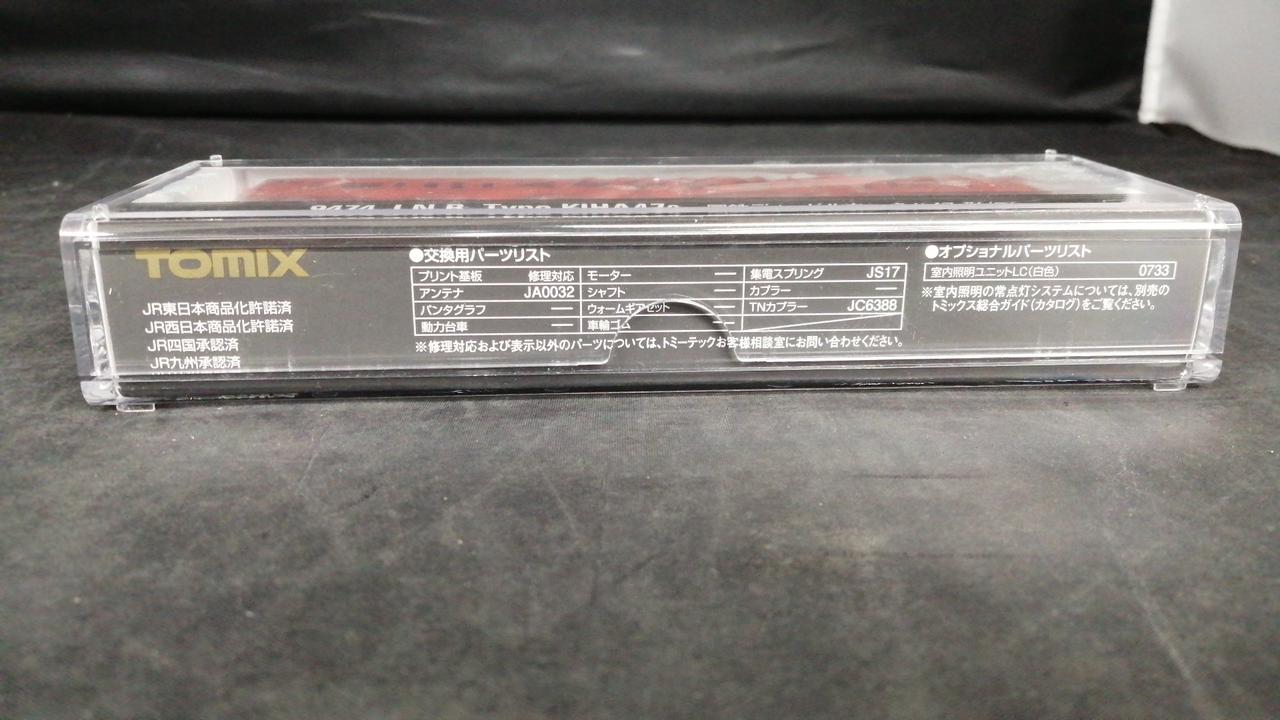 TOMIX
JR東日本商品化許諾済
JR西日本商品化許諾済
JR四国承認済
JR九州承認済
●交換用パーツリスト
プリント基板 修理対応 モーター ― 集電スプリング JS17
アンテナ JA0032 シャフト ― カプラー ―
パンタグラフ ― ウォームギアセット ― TNカプラー JC6388
動力台車 ― 車輪ゴム ―
※修理対応および表示以外のパーツについては、トミーテックお客様相談室にお問い合わせください。
●オプショナルパーツリスト
室内照明ユニットLC(白色) 0733
※室内照明の常点灯システムについては、別売の
トミックス総合ガイド(カタログ)をご覧ください。